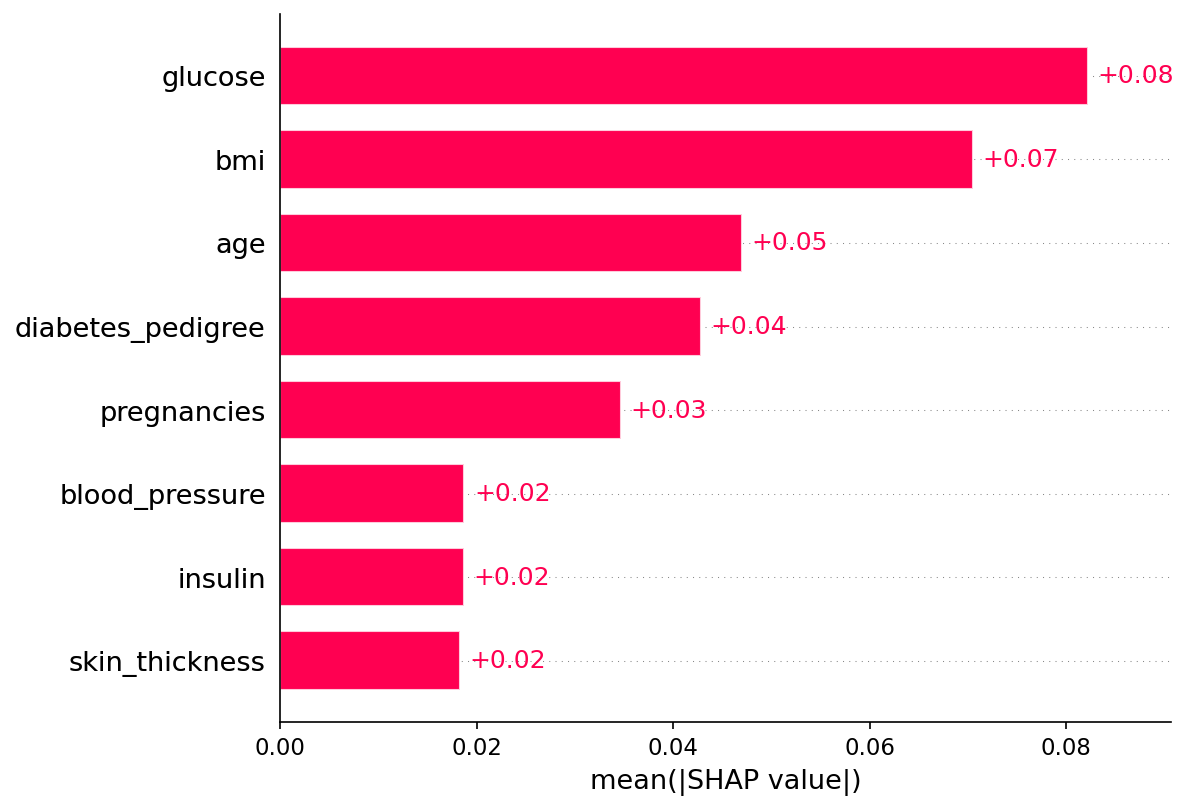 glucose +0.08
bmi +0.07
age +0.05
diabetes_pedigree +0.04
pregnancies +0.03
blood_pressure +0.02
insulin +0.02
skin_thickness +0.02
0.00 0.02 0.04 0.06 0.08
mean(|SHAP value|)